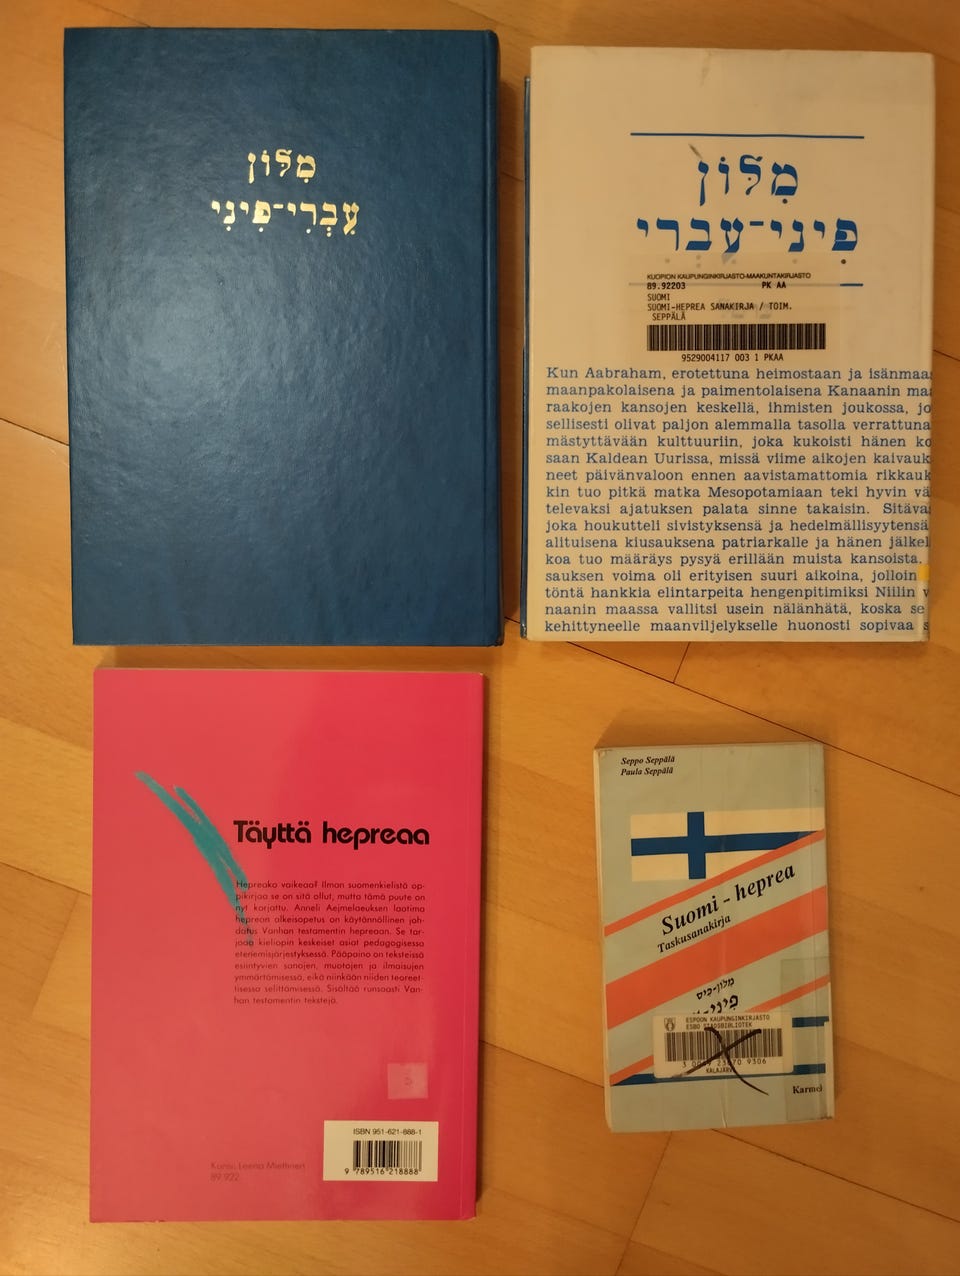 מִלּוֹן
עִבְרִי־פִינִי
מִלּוֹן
פִינִי־עִבְרִי
KUOPION KAUPUNGINKIRJASTO-MAAKUNTAKIRJASTO
89.92203 PK AA
SUOMI
SUOMI-HEPREA SANAKIRJA / TOIM.
SEPPÄLÄ
9529004117 003 1 PKAA
Kun Aabraham, erotettuna heimostaan ja isänmaa
maanpakolaisena ja paimentolaisena Kanaanin ma
raakojen kansojen keskellä, ihmisten joukossa, jo
sellisesti olivat paljon alemmalla tasolla verrattuna
mästyttävään kulttuuriin, joka kukoisti hänen ko
saan Kaldean Uurissa, missä viime aikojen kaivauk
neet päivänvaloon ennen aavistamattomia rikkauk
kin tuo pitkä matka Mesopotamiaan teki hyvin vä
televaksi ajatuksen palata sinne takaisin. Sitäva
joka houkutteli sivistyksensä ja hedelmällisyytensä
alituisena kiusauksena patriarkalle ja hänen jälkel
koa tuo määräys pysyä erillään muista kansoista.
sauksen voima oli erityisen suuri aikoina, jolloin
töntä hankkia elintarpeita hengenpitimiksi Niilin v
naanin maassa vallitsi usein nälänhätä, koska se
kehittyneelle maanviljelykselle huonosti sopivaa s
Täyttä hepreaa
Hepreako vaikeaa? Ilman suomenkielistä op-
pikirjaa se on sitä ollut, mutta tämä puute on
nyt korjattu. Anneli Aejmelaeuksen laatima
heprean alkeisopetus on käytännöllinen joh-
datus Vanhan testamentin hepreaan. Se tar-
joaa kieliopin keskeiset asiat pedagogisessa
etenemisjärjestyksessä. Pääpaino on teksteissä
esiintyvien sanojen, muotojen ja ilmaisujen
ymmärtämisessä, eikä niinkään niiden teoreet-
tisessa selittämisessä. Sisältää runsaasti Van-
han testamentin tekstejä.
ISBN 951-621-888-1
9 789516 218888
Kansi: Leena Miettinen
89.922
Seppo Seppälä
Paula Seppälä
Suomi - heprea
Taskusanakirja
מִלּוֹן-כִּיס
פִינִי
ESPOON KAUPUNGINKIRJASTO
ESBO STADSBIBLIOTEK
9306
KALAJÄRVI
Karmel